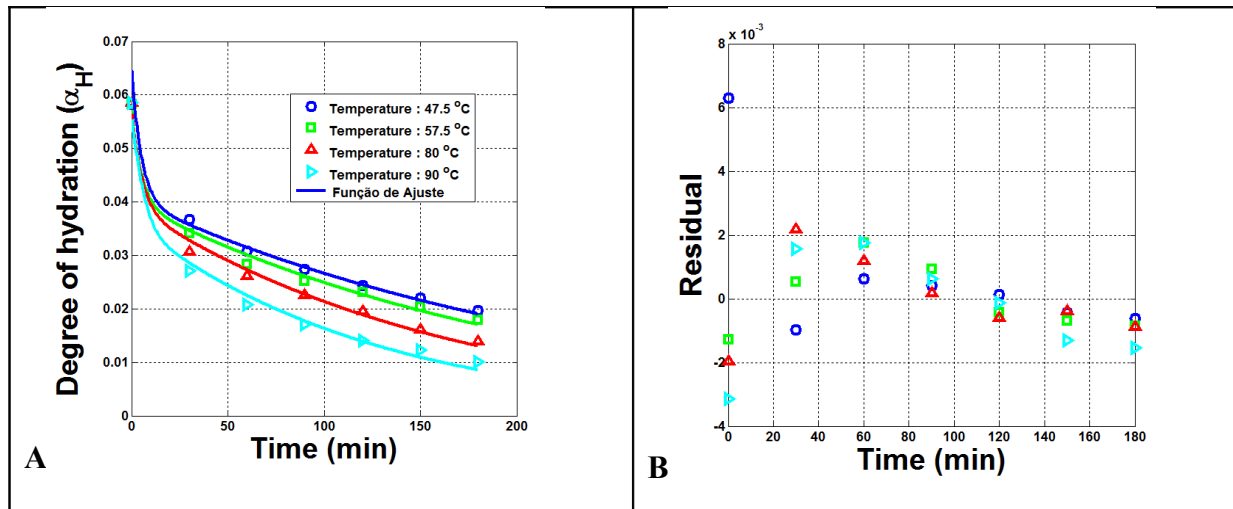 0.07
0.06
0.05
0.04
0.03
0.02
0.01
0
0
50
100
150
200
Degree of hydration (α_H)
Time (min)
Temperature : 47.5 °C
Temperature : 57.5 °C
Temperature : 80 °C
Temperature : 90 °C
Função de Ajuste
A
x 10⁻³
8
6
4
2
0
-2
-4
0
20
40
60
80
100
120
140
160
180
Residual
Time (min)
B